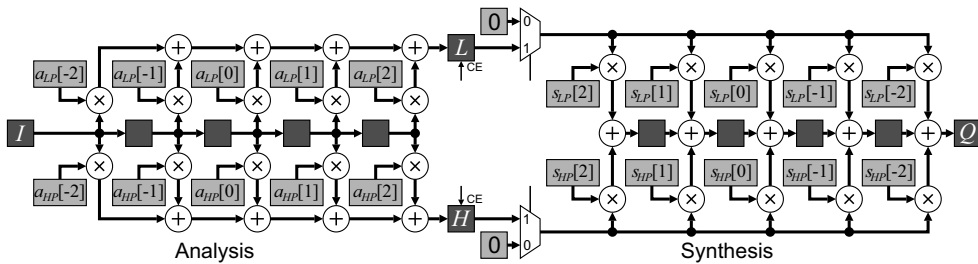 0
0
1
L
CE
a_LP[-2]
a_LP[-1]
a_LP[0]
a_LP[1]
a_LP[2]
s_LP[2]
s_LP[1]
s_LP[0]
s_LP[-1]
s_LP[-2]
I
Q
a_HP[-2]
a_HP[-1]
a_HP[0]
a_HP[1]
a_HP[2]
s_HP[2]
s_HP[1]
s_HP[0]
s_HP[-1]
s_HP[-2]
CE
H
1
0
0
Analysis
Synthesis